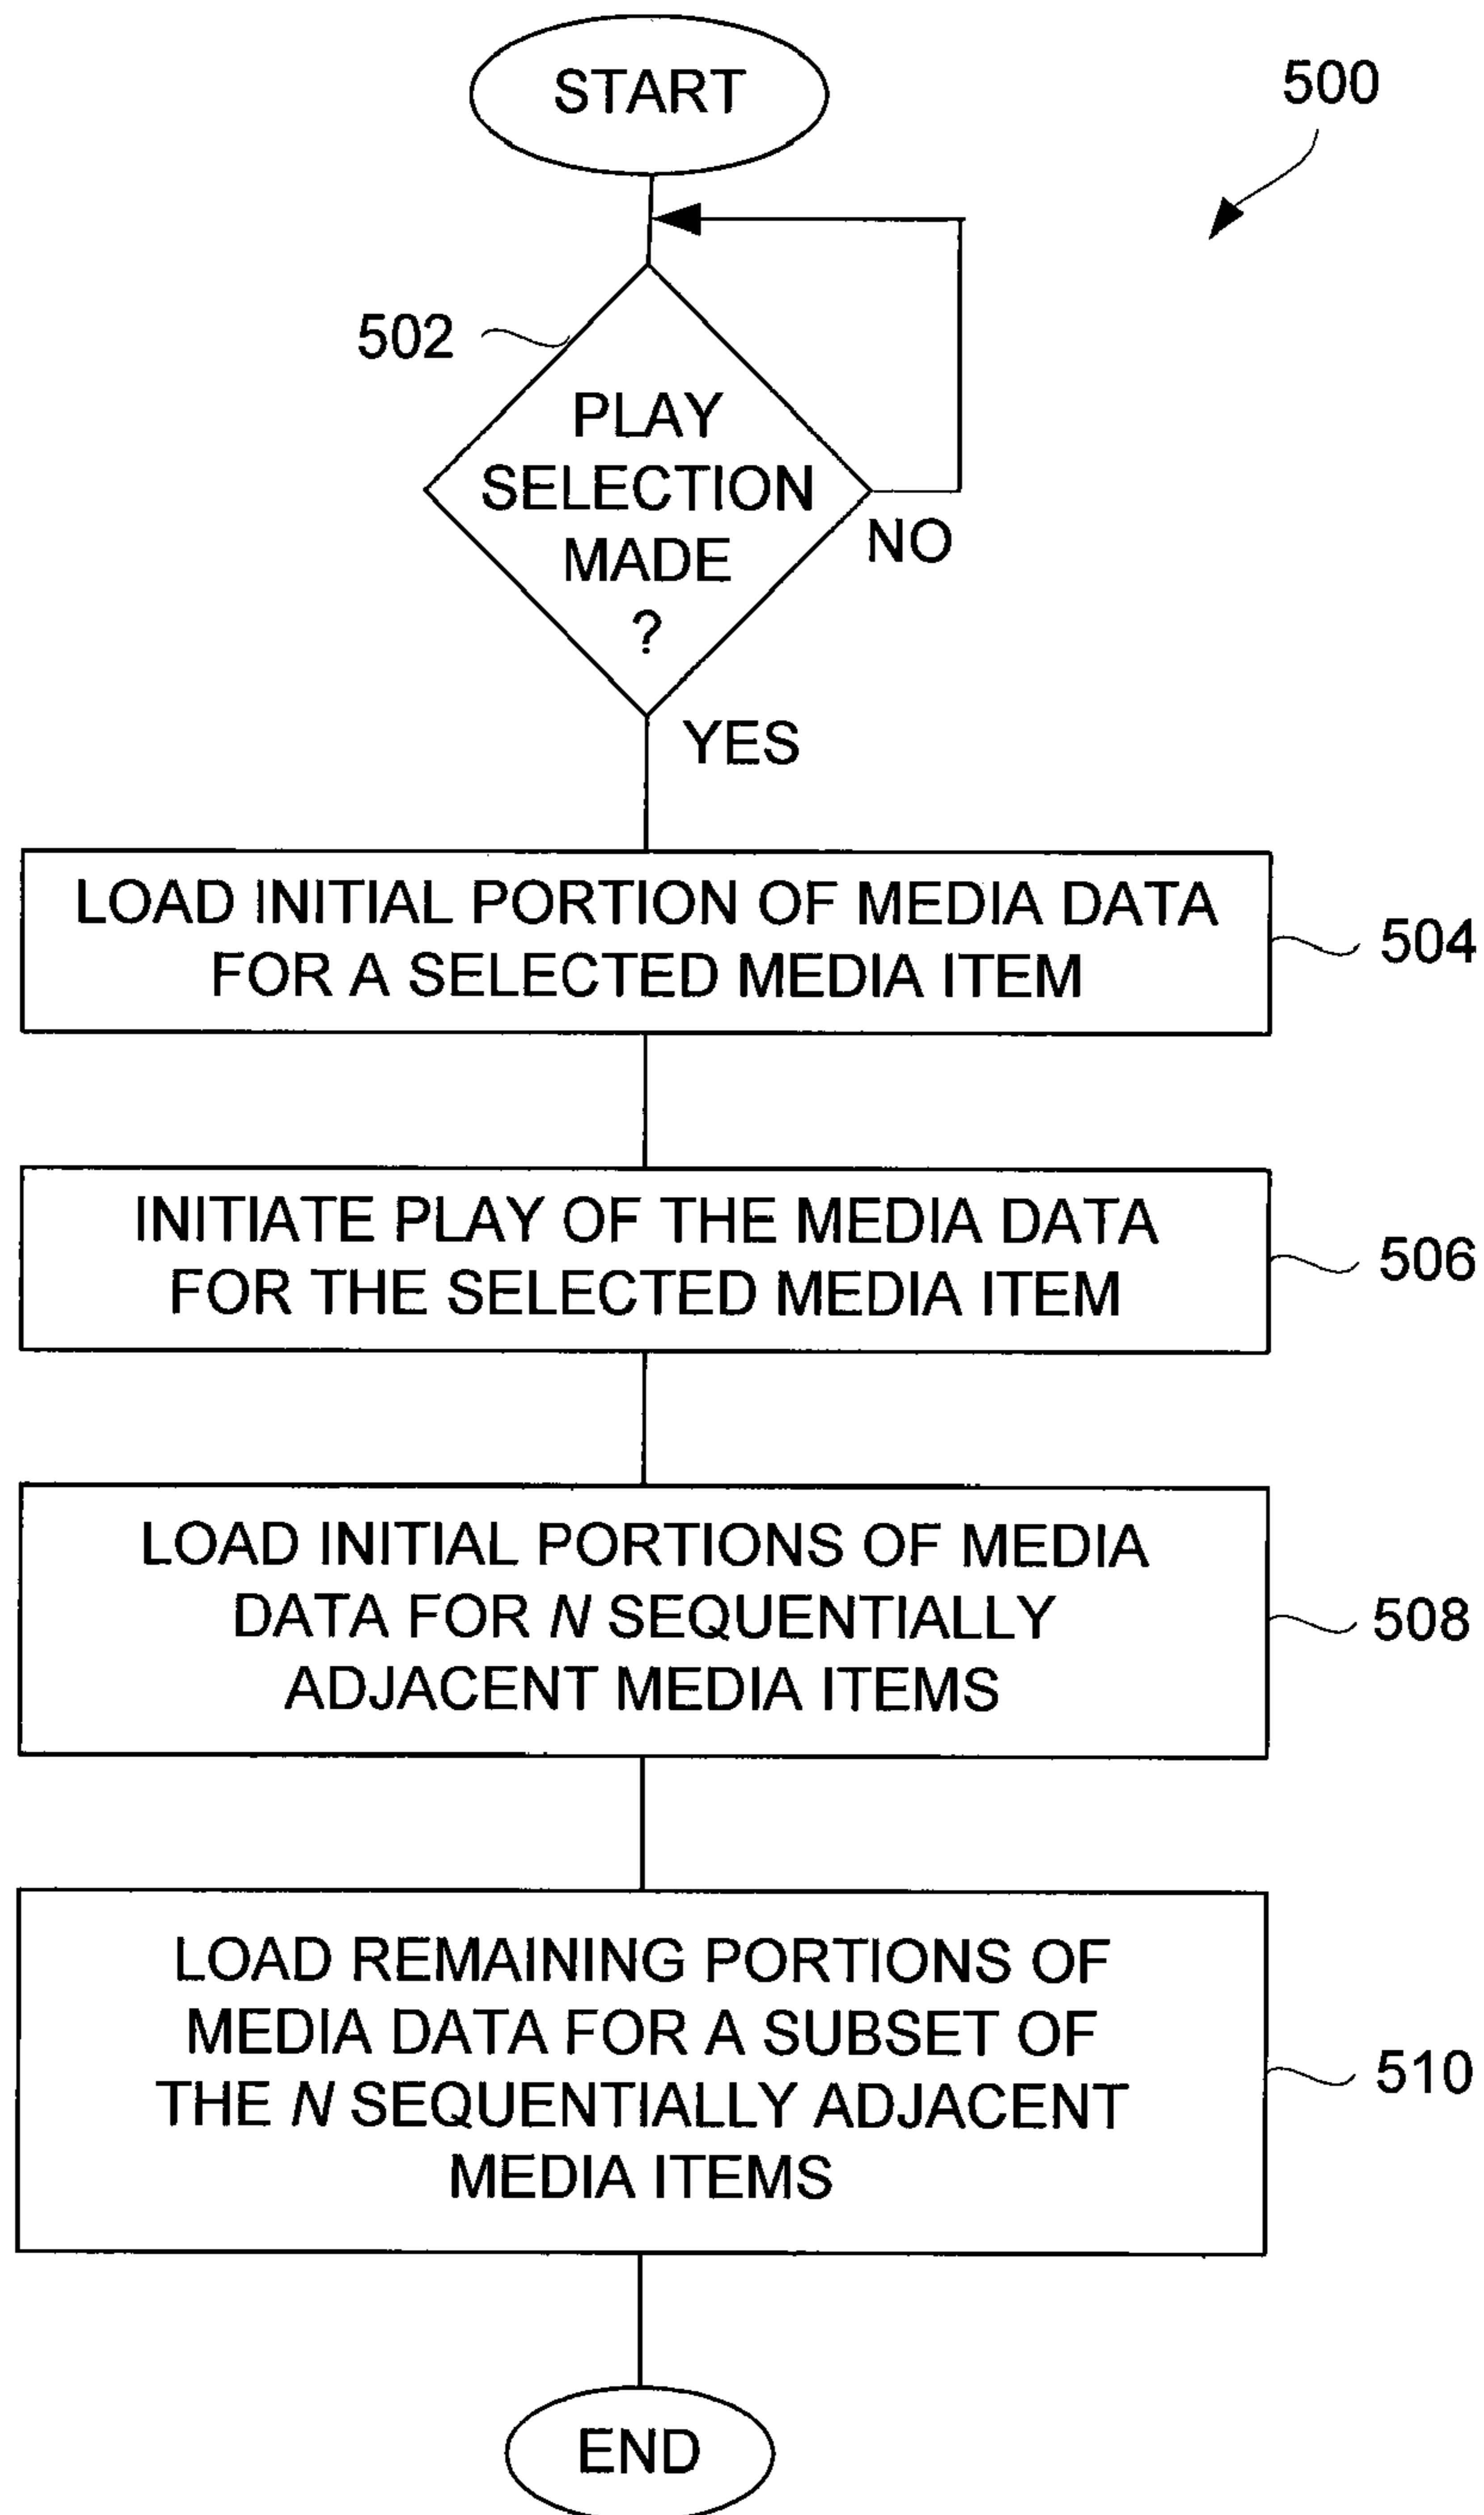 START
500
502
PLAY
SELECTION
MADE
?
NO
YES
LOAD INITIAL PORTION OF MEDIA DATA
FOR A SELECTED MEDIA ITEM
504
INITIATE PLAY OF THE MEDIA DATA
FOR THE SELECTED MEDIA ITEM
506
LOAD INITIAL PORTIONS OF MEDIA
DATA FOR N SEQUENTIALLY
ADJACENT MEDIA ITEMS
508
LOAD REMAINING PORTIONS OF
MEDIA DATA FOR A SUBSET OF
THE N SEQUENTIALLY ADJACENT
MEDIA ITEMS
510
END